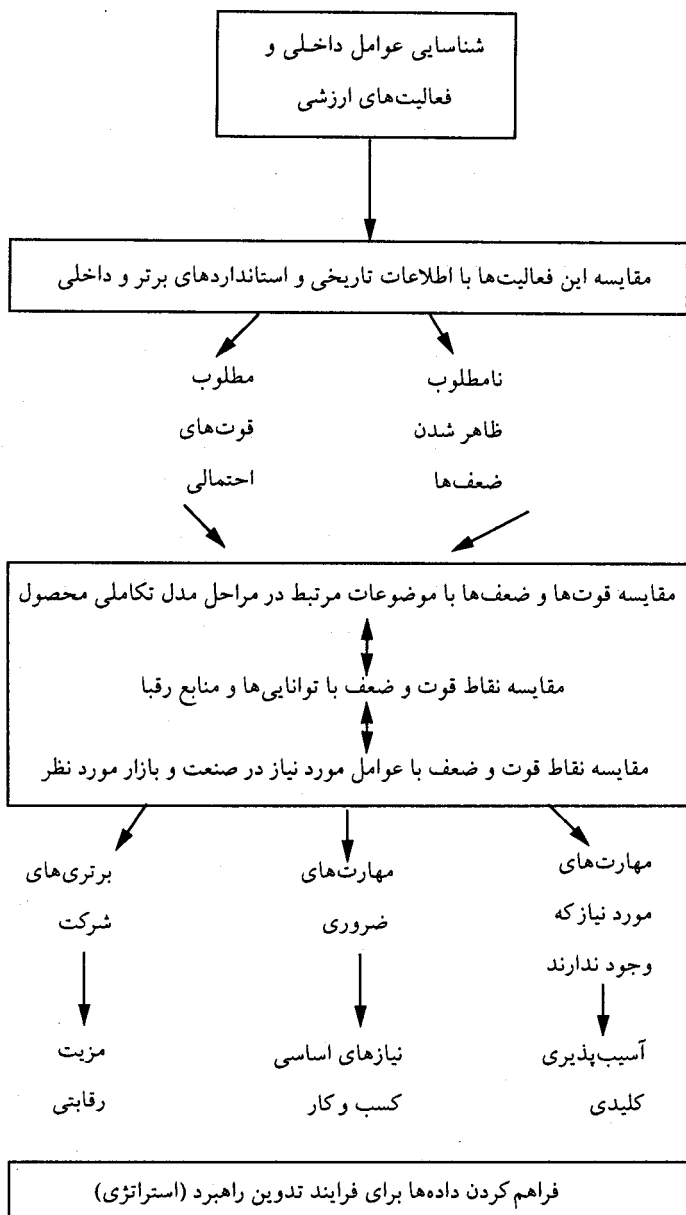 شناسایی عوامل داخلی و
فعالیت‌های ارزشی
مقایسه این فعالیت‌ها با اطلاعات تاریخی و استانداردهای برتر و داخلی
نامطلوب
ظاهر شدن
ضعف‌ها
مطلوب
قوت‌های
احتمالی
مقایسه قوت‌ها و ضعف‌ها با موضوعات مرتبط در مراحل مدل تکاملی محصول
مقایسه نقاط قوت و ضعف با توانایی‌ها و منابع رقبا
مقایسه نقاط قوت و ضعف با عوامل مورد نیاز در صنعت و بازار مورد نظر
مهارت‌های
مورد نیاز که
وجود ندارند
مهارت‌های
ضروری
برتری‌های
شرکت
آسیب‌پذیری
کلیدی
نیازهای اساسی
کسب و کار
مزیت
رقابتی
فراهم کردن داده‌ها برای فرایند تدوین راهبرد (استراتژی)